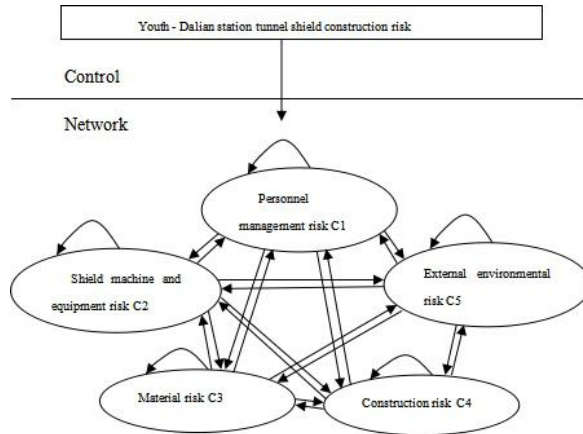 Youth - Dalian station tunnel shield construction risk
Control
Network
Personnel
management risk C1
Shield machine and
equipment risk C2
External environmental
risk C5
Material risk C3
Construction risk C4